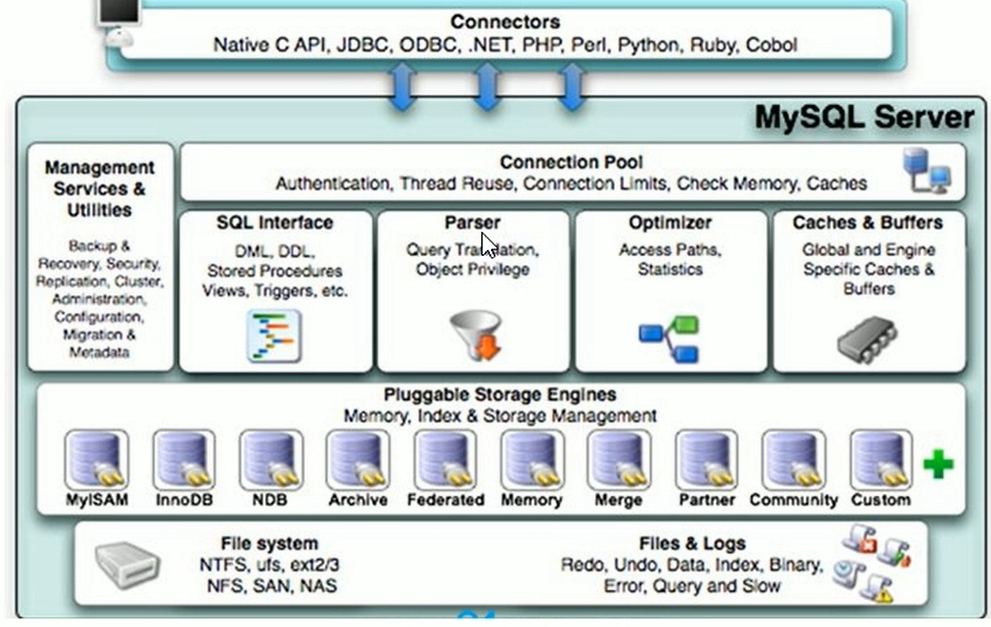 Connectors
Native C API, JDBC, ODBC, .NET, PHP, Perl, Python, Ruby, Cobol
MySQL Server
Management
Services &
Utilities
Backup &
Recovery, Security,
Replication, Cluster,
Administration,
Configuration,
Migration &
Metadata
Connection Pool
Authentication, Thread Reuse, Connection Limits, Check Memory, Caches
SQL Interface
DML, DDL,
Stored Procedures
Views, Triggers, etc.
Parser
Query Translation,
Object Privilege
Optimizer
Access Paths,
Statistics
Caches & Buffers
Global and Engine
Specific Caches &
Buffers
Pluggable Storage Engines
Memory, Index & Storage Management
MyISAM InnoDB NDB Archive Federated Memory Merge Partner Community Custom
File system
NTFS, ufs, ext2/3
NFS, SAN, NAS
Files & Logs
Redo, Undo, Data, Index, Binary,
Error, Query and Slow